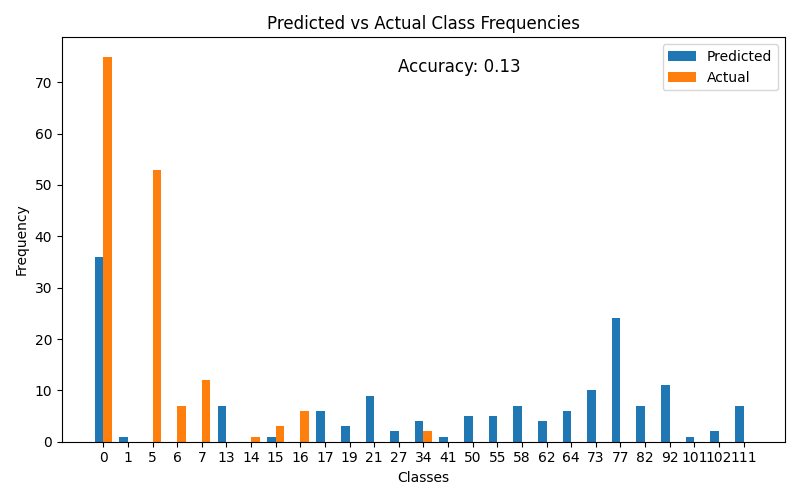 Predicted vs Actual Class Frequencies
Accuracy: 0.13
Predicted
Actual
Frequency
70
60
50
40
30
20
10
0
0 1 5 6 7 13 14 15 16 17 19 21 27 34 41 50 55 58 62 64 73 77 82 92 101 102 111
Classes